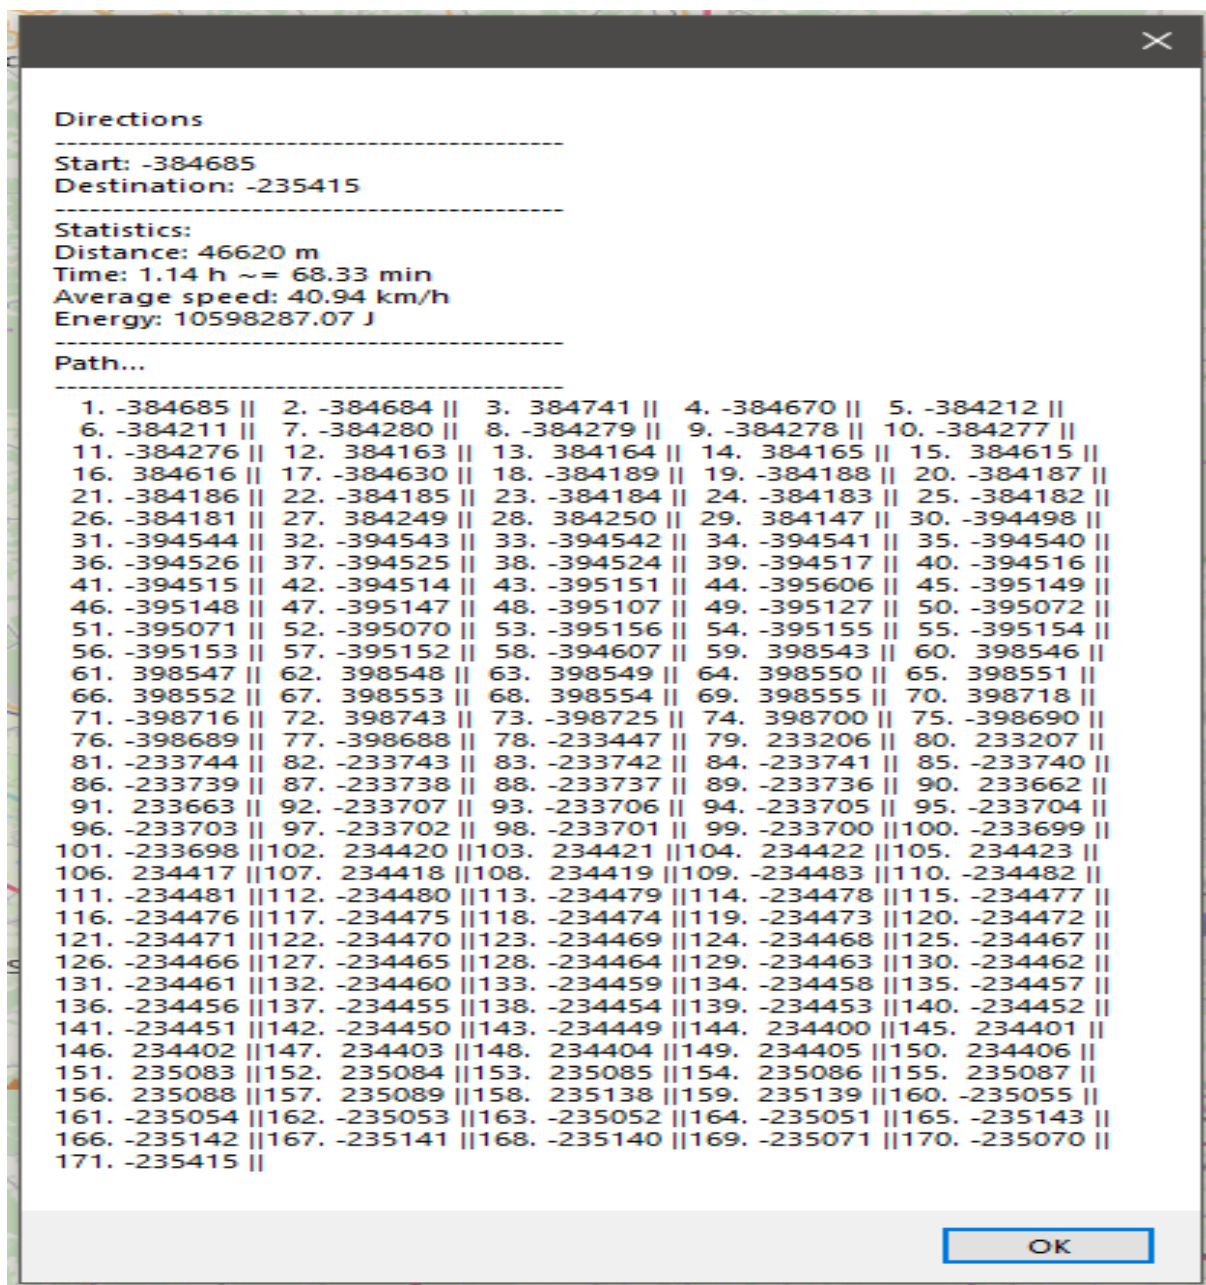 Directions
--------------------------------------------
Start: -384685
Destination: -235415
--------------------------------------------
Statistics:
Distance: 46620 m
Time: 1.14 h ~= 68.33 min
Average speed: 40.94 km/h
Energy: 10598287.07 J
--------------------------------------------
Path...
--------------------------------------------
1. -384685 || 2. -384684 || 3. 384741 || 4. -384670 || 5. -384212 ||
6. -384211 || 7. -384280 || 8. -384279 || 9. -384278 || 10. -384277 ||
11. -384276 || 12. 384163 || 13. 384164 || 14. 384165 || 15. 384615 ||
16. 384616 || 17. -384630 || 18. -384189 || 19. -384188 || 20. -384187 ||
21. -384186 || 22. -384185 || 23. -384184 || 24. -384183 || 25. -384182 ||
26. -384181 || 27. 384249 || 28. 384250 || 29. 384147 || 30. -394498 ||
31. -394544 || 32. -394543 || 33. -394542 || 34. -394541 || 35. -394540 ||
36. -394526 || 37. -394525 || 38. -394524 || 39. -394517 || 40. -394516 ||
41. -394515 || 42. -394514 || 43. -395151 || 44. -395606 || 45. -395149 ||
46. -395148 || 47. -395147 || 48. -395107 || 49. -395127 || 50. -395072 ||
51. -395071 || 52. -395070 || 53. -395156 || 54. -395155 || 55. -395154 ||
56. -395153 || 57. -395152 || 58. -394607 || 59. 398543 || 60. 398546 ||
61. 398547 || 62. 398548 || 63. 398549 || 64. 398550 || 65. 398551 ||
66. 398552 || 67. 398553 || 68. 398554 || 69. 398555 || 70. 398718 ||
71. -398716 || 72. 398743 || 73. -398725 || 74. 398700 || 75. -398690 ||
76. -398689 || 77. -398688 || 78. -233447 || 79. 233206 || 80. 233207 ||
81. -233744 || 82. -233743 || 83. -233742 || 84. -233741 || 85. -233740 ||
86. -233739 || 87. -233738 || 88. -233737 || 89. -233736 || 90. 233662 ||
91. 233663 || 92. -233707 || 93. -233706 || 94. -233705 || 95. -233704 ||
96. -233703 || 97. -233702 || 98. -233701 || 99. -233700 ||100. -233699 ||
101. -233698 ||102. 234420 ||103. 234421 ||104. 234422 ||105. 234423 ||
106. 234417 ||107. 234418 ||108. 234419 ||109. -234483 ||110. -234482 ||
111. -234481 ||112. -234480 ||113. -234479 ||114. -234478 ||115. -234477 ||
116. -234476 ||117. -234475 ||118. -234474 ||119. -234473 ||120. -234472 ||
121. -234471 ||122. -234470 ||123. -234469 ||124. -234468 ||125. -234467 ||
126. -234466 ||127. -234465 ||128. -234464 ||129. -234463 ||130. -234462 ||
131. -234461 ||132. -234460 ||133. -234459 ||134. -234458 ||135. -234457 ||
136. -234456 ||137. -234455 ||138. -234454 ||139. -234453 ||140. -234452 ||
141. -234451 ||142. -234450 ||143. -234449 ||144. 234400 ||145. 234401 ||
146. 234402 ||147. 234403 ||148. 234404 ||149. 234405 ||150. 234406 ||
151. 235083 ||152. 235084 ||153. 235085 ||154. 235086 ||155. 235087 ||
156. 235088 ||157. 235089 ||158. 235138 ||159. 235139 ||160. -235055 ||
161. -235054 ||162. -235053 ||163. -235052 ||164. -235051 ||165. -235143 ||
166. -235142 ||167. -235141 ||168. -235140 ||169. -235071 ||170. -235070 ||
171. -235415 ||
OK